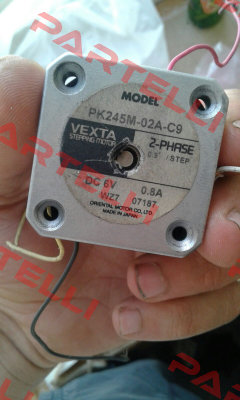 MODEL
PK245M-02A-C9
VEXTA
STEPPING MOTOR
2-PHASE
0.9°/STEP
DC 6V 0.8A
WZ7 07187
ORIENTAL MOTOR CO., LTD.
MADE IN JAPAN
PARTELLI
PARTELLI
PARTELLI